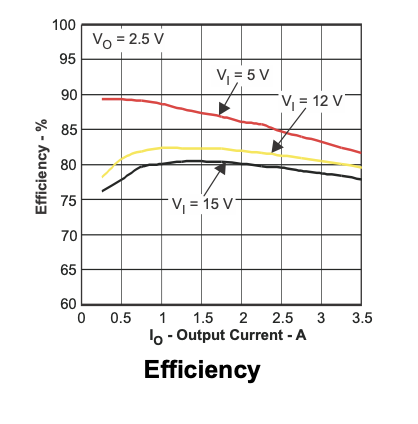 100
V_O = 2.5 V
95
V_I = 5 V
90
V_I = 12 V
85
80
75
V_I = 15 V
70
65
60
0 0.5 1 1.5 2 2.5 3 3.5
Efficiency - %
I_O - Output Current - A
Efficiency